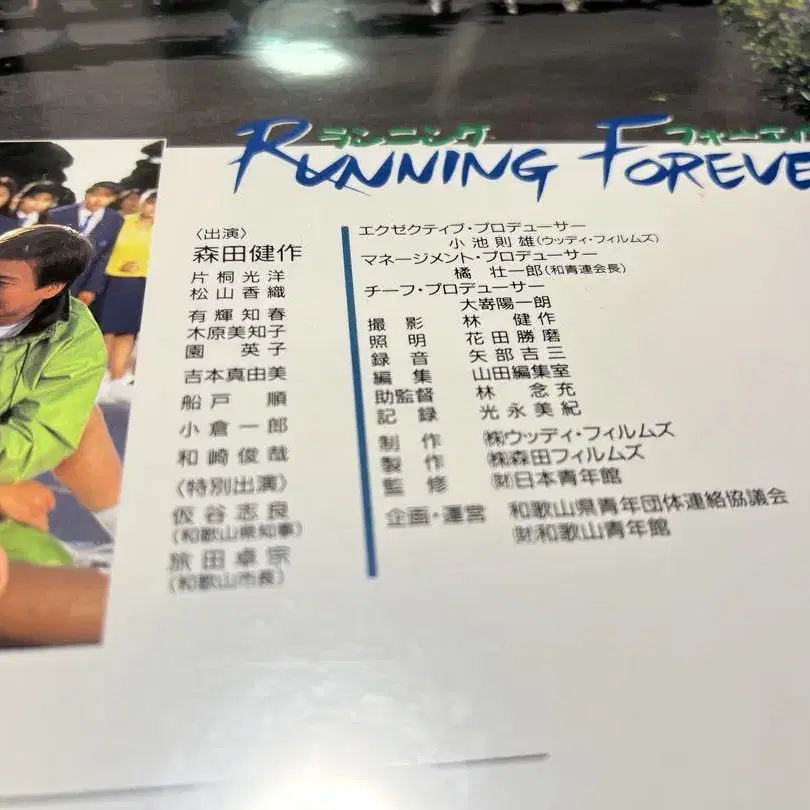 ランニング フォーエバ
RUNNING FOREVE
〈出演〉
森田健作
片桐光洋
松山香織
有輝知春
木原美知子
園 英子
吉本真由美
船戸 順
小倉一郎
和崎俊哉
〈特別出演〉
仮谷志良
(和歌山県知事)
旅田卓宗
(和歌山市長)
エクゼクティブ・プロデューサー
小池則雄(ウッディ・フィルムズ)
マネージメント・プロデューサー
橘 壮一郎(和青連会長)
チーフ・プロデューサー
大嵜陽一朗
撮影 林 健作
照明 花田勝磨
録音 矢部吉三
編集 山田編集室
助監督 林 念充
記録 光永美紀
制作 ㈱ウッディ・フィルムズ
製作 ㈱森田フィルムズ
監修 ㈶日本青年館
企画・運営 和歌山県青年団体連絡協議会
㈶和歌山青年館